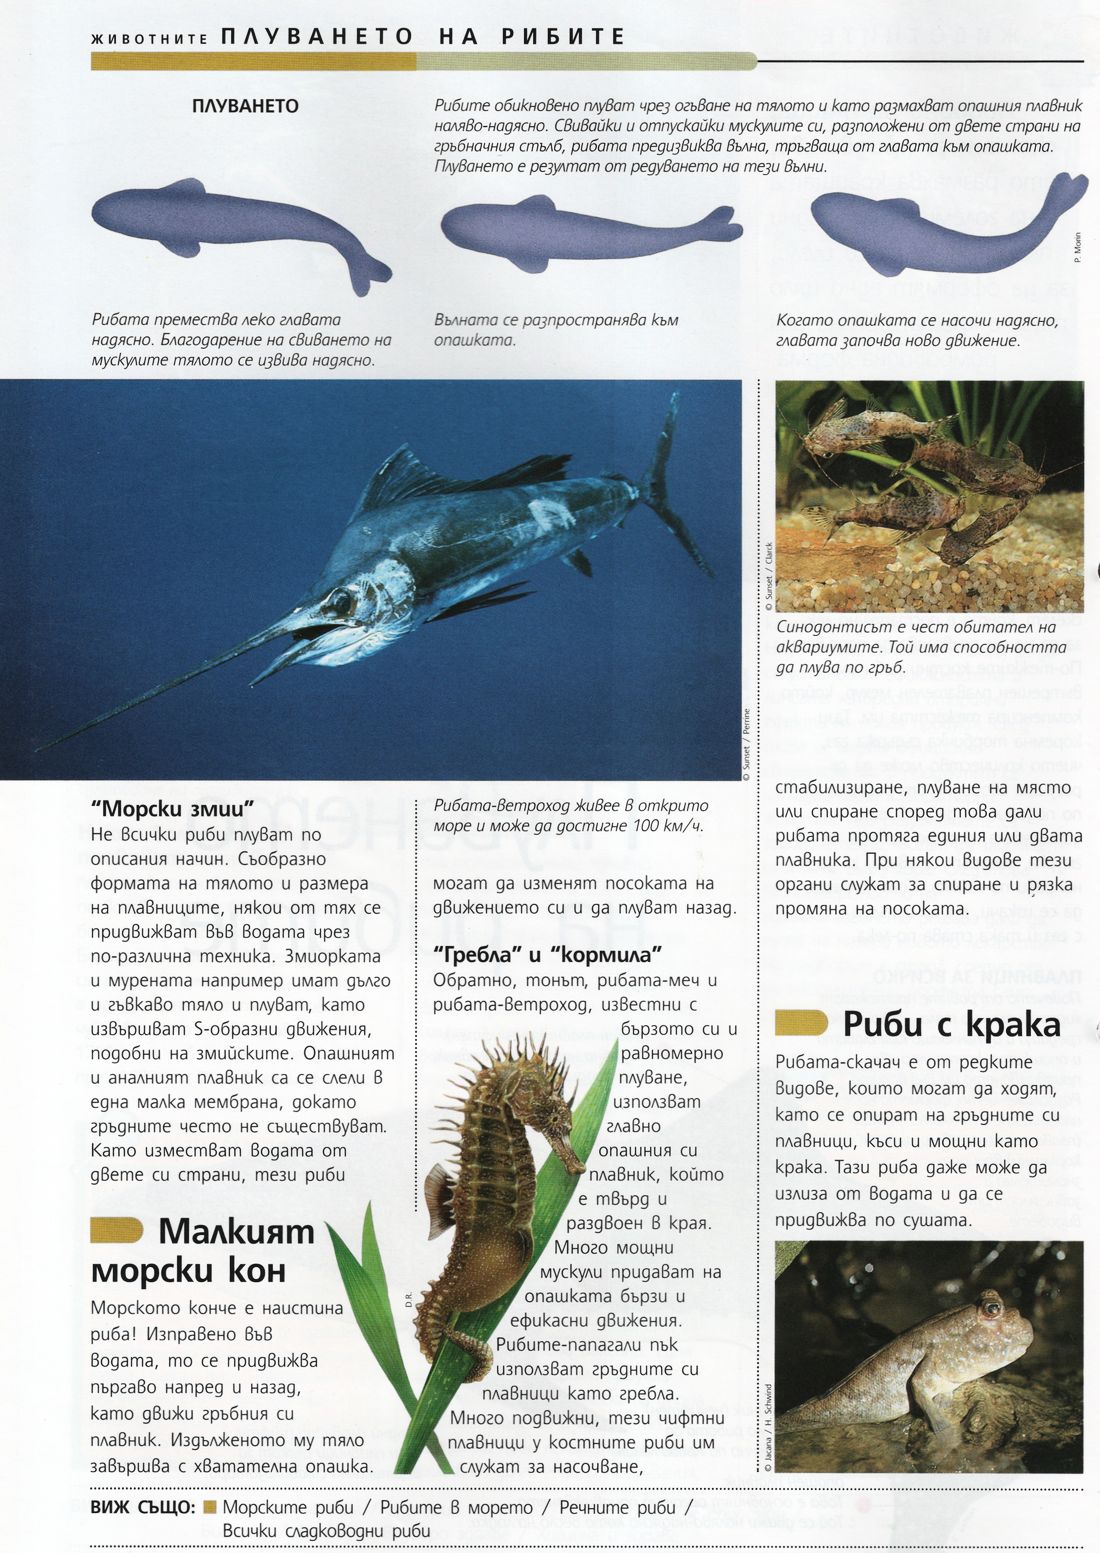 ЖИВОТНИТЕ ПЛУВАНЕТО НА РИБИТЕ
ПЛУВАНЕТО
Рибите обикновено плуват чрез огъване на тялото и като размахват опашния плавник
наляво-надясно. Свивайки и отпускайки мускулите си, разположени от двете страни на
гръбначния стълб, рибата предизвиква вълна, тръгваща от главата към опашката.
Плуването е резултат от редуването на тези вълни.
P. Morin
Рибата премества леко главата
надясно. Благодарение на свиването на
мускулите тялото се извива надясно.
Вълната се разпространява към
опашката.
Когато опашката се насочи надясно,
главата започва ново движение.
© Sunset / Perrine
© Sunset / Clarck
Синодонтисът е чест обитател на
аквариумите. Той има способността
да плува по гръб.
"Морски змии"
Не всички риби плуват по
описания начин. Съобразно
формата на тялото и размера
на плавниците, някои от тях се
придвижват във водата чрез
по-различна техника. Змиорката
и мурената например имат дълго
и гъвкаво тяло и плуват, като
извършват S-образни движения,
подобни на змийските. Опашният
и аналният плавник са се слели в
една малка мембрана, докато
гръдните често не съществуват.
Като изместват водата от
двете си страни, тези риби
Рибата-ветроход живее в открито
море и може да достигне 100 км/ч.
могат да изменят посоката на
движението си и да плуват назад.
"Гребла" и "кормила"
Обратно, тонът, рибата-меч и
рибата-ветроход, известни с
бързото си и
равномерно
плуване,
използват
главно
опашния си
плавник, който
е твърд и
раздвоен в края.
Много мощни
мускули придават на
опашката бързи и
ефикасни движения.
Рибите-папагали пък
използват гръдните си
плавници като гребла.
Много подвижни, тези чифтни
плавници у костните риби им
служат за насочване,
стабилизиране, плуване на място
или спиране според това дали
рибата протяга единия или двата
плавника. При някои видове тези
органи служат за спиране и рязка
промяна на посоката.
Малкият
морски кон
Морското конче е наистина
риба! Изправено във
водата, то се придвижва
пъргаво напред и назад,
като движи гръбния си
плавник. Издълженото му тяло
завършва с хватателна опашка.
D.R.
Риби с крака
Рибата-скачач е от редките
видове, които могат да ходят,
като се опират на гръдните си
плавници, къси и мощни като
крака. Тази риба даже може да
излиза от водата и да се
придвижва по сушата.
© Jacana / H. Schwind
ВИЖ СЪЩО: Морските риби / Рибите в морето / Речните риби /
Всички сладководни риби